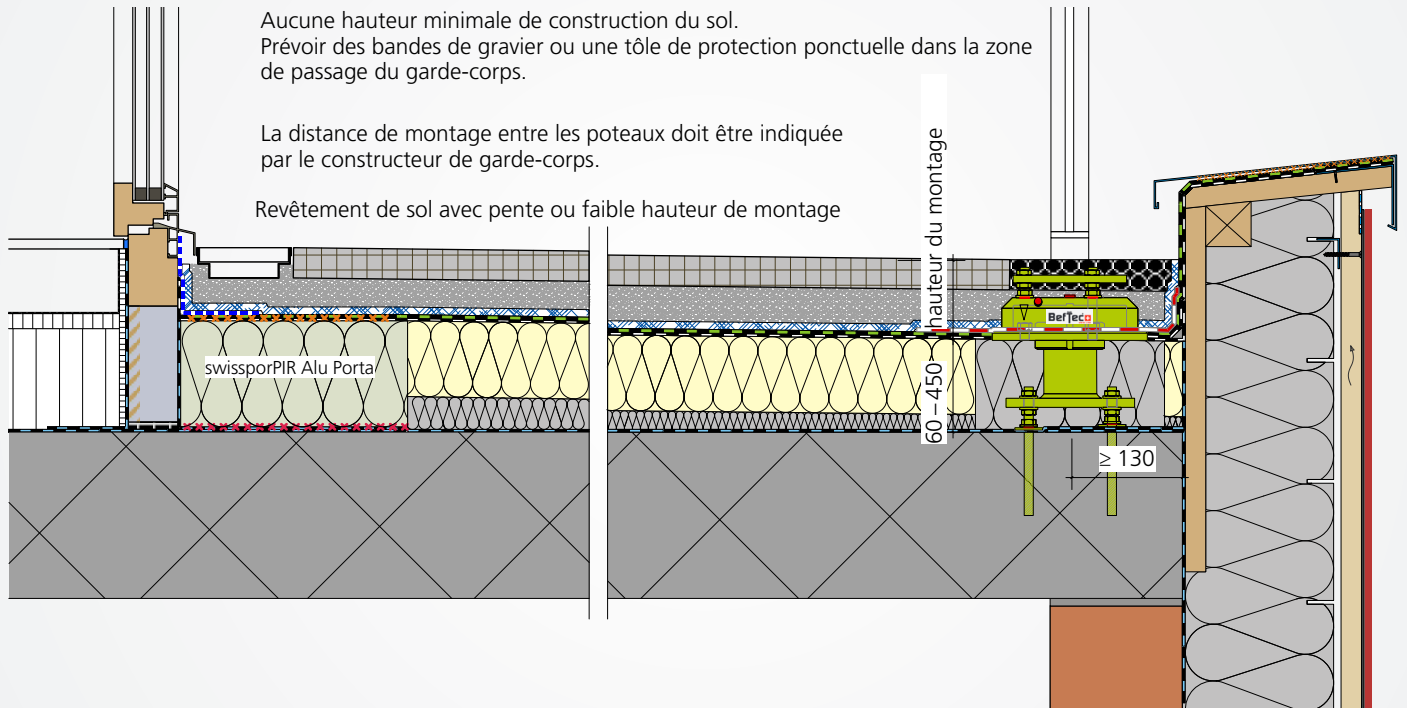 Aucune hauteur minimale de construction du sol.
Prévoir des bandes de gravier ou une tôle de protection ponctuelle dans la zone
de passage du garde-corps.
La distance de montage entre les poteaux doit être indiquée
par le constructeur de garde-corps.
Revêtement de sol avec pente ou faible hauteur de montage
60–450 hauteur du montage
BefTec
swissporPIR Alu Porta
≥ 130